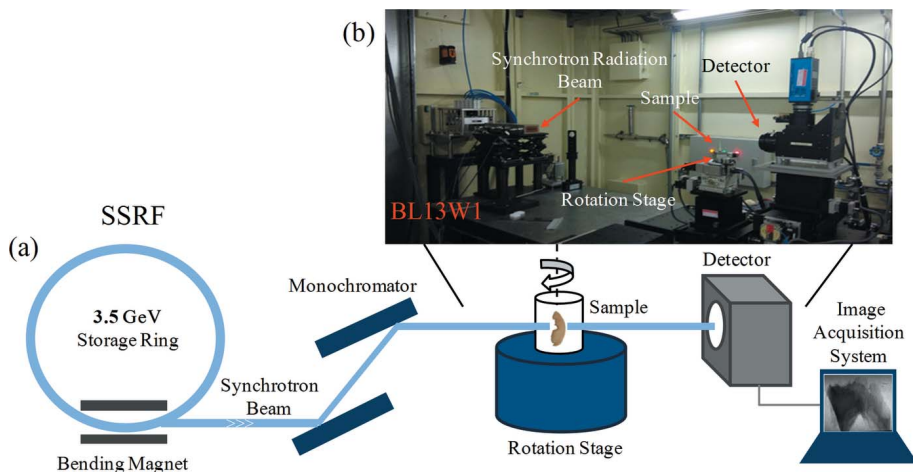 (b)
Synchrotron Radiation
Beam
Detector
Sample
Rotation Stage
BL13W1
SSRF
(a)
3.5 GeV
Storage Ring
Bending Magnet
Synchrotron
Beam
Monochromator
Sample
Rotation Stage
Detector
Image
Acquisition
System